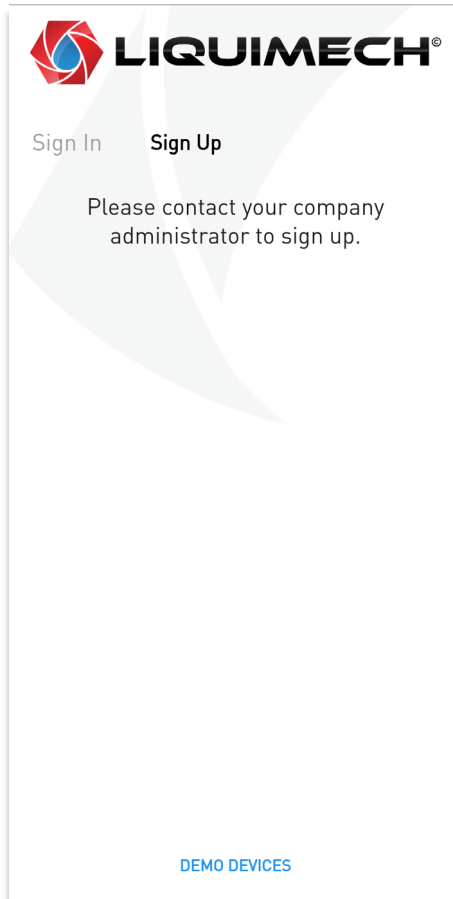 LIQUIMECH©
Sign In Sign Up
Please contact your company
administrator to sign up.
DEMO DEVICES